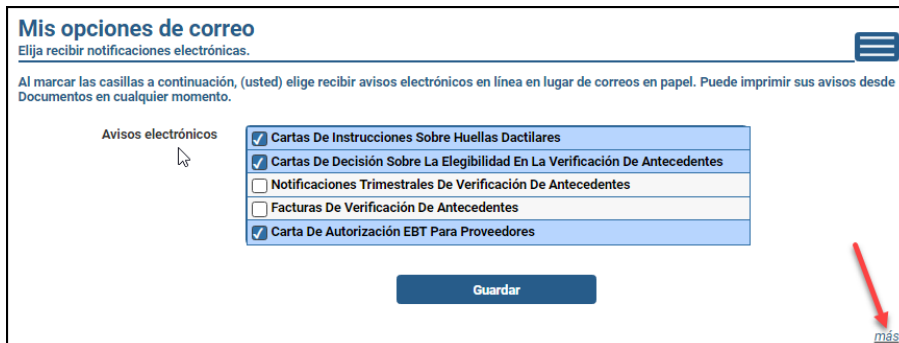 Mis opciones de correo
Elija recibir notificaciones electrónicas.
Al marcar las casillas a continuación, (usted) elige recibir avisos electrónicos en línea en lugar de correos en papel. Puede imprimir sus avisos desde
Documentos en cualquier momento.
Avisos electrónicos
Cartas De Instrucciones Sobre Huellas Dactilares
Cartas De Decisión Sobre La Elegibilidad En La Verificación De Antecedentes
Notificaciones Trimestrales De Verificación De Antecedentes
Facturas De Verificación De Antecedentes
Carta De Autorización EBT Para Proveedores
Guardar
más